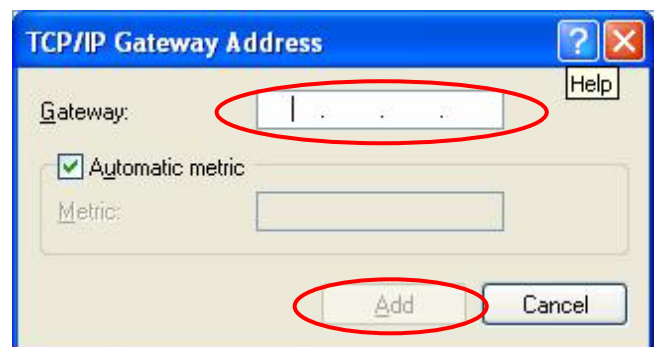 TCP/IP Gateway Address
Help
Gateway:
. . .
Automatic metric
Metric:
Add Cancel